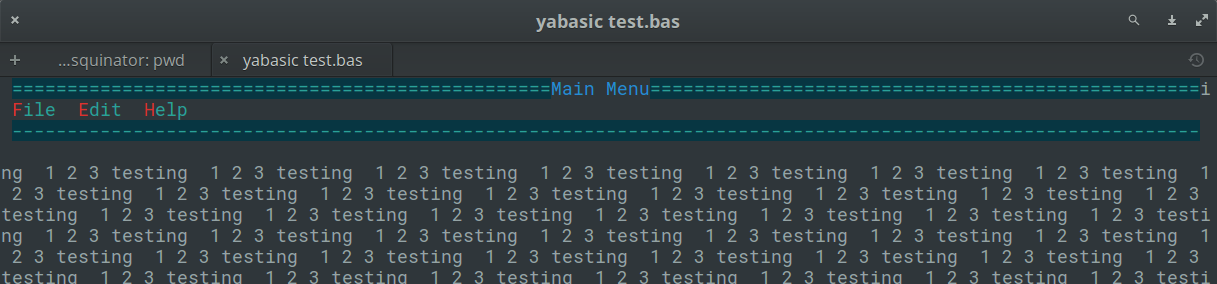 yabasic test.bas
...squinator: pwd
yabasic test.bas
=================================================Main Menu==================================================i
File  Edit  Help
------------------------------------------------------------------------------------------------------------
ng  1 2 3 testing  1 2 3 testing  1 2 3 testing  1 2 3 testing  1 2 3 testing  1 2 3 testing  1 2 3 testing  1
 2 3 testing  1 2 3 testing  1 2 3 testing  1 2 3 testing  1 2 3 testing  1 2 3 testing  1 2 3 testing  1 2 3
testing  1 2 3 testing  1 2 3 testing  1 2 3 testing  1 2 3 testing  1 2 3 testing  1 2 3 testing  1 2 3 testi
ng  1 2 3 testing  1 2 3 testing  1 2 3 testing  1 2 3 testing  1 2 3 testing  1 2 3 testing  1 2 3 testing  1
 2 3 testing  1 2 3 testing  1 2 3 testing  1 2 3 testing  1 2 3 testing  1 2 3 testing  1 2 3 testing  1 2 3
testing  1 2 3 testing  1 2 3 testing  1 2 3 testing  1 2 3 testing  1 2 3 testing  1 2 3 testing  1 2 3 testi